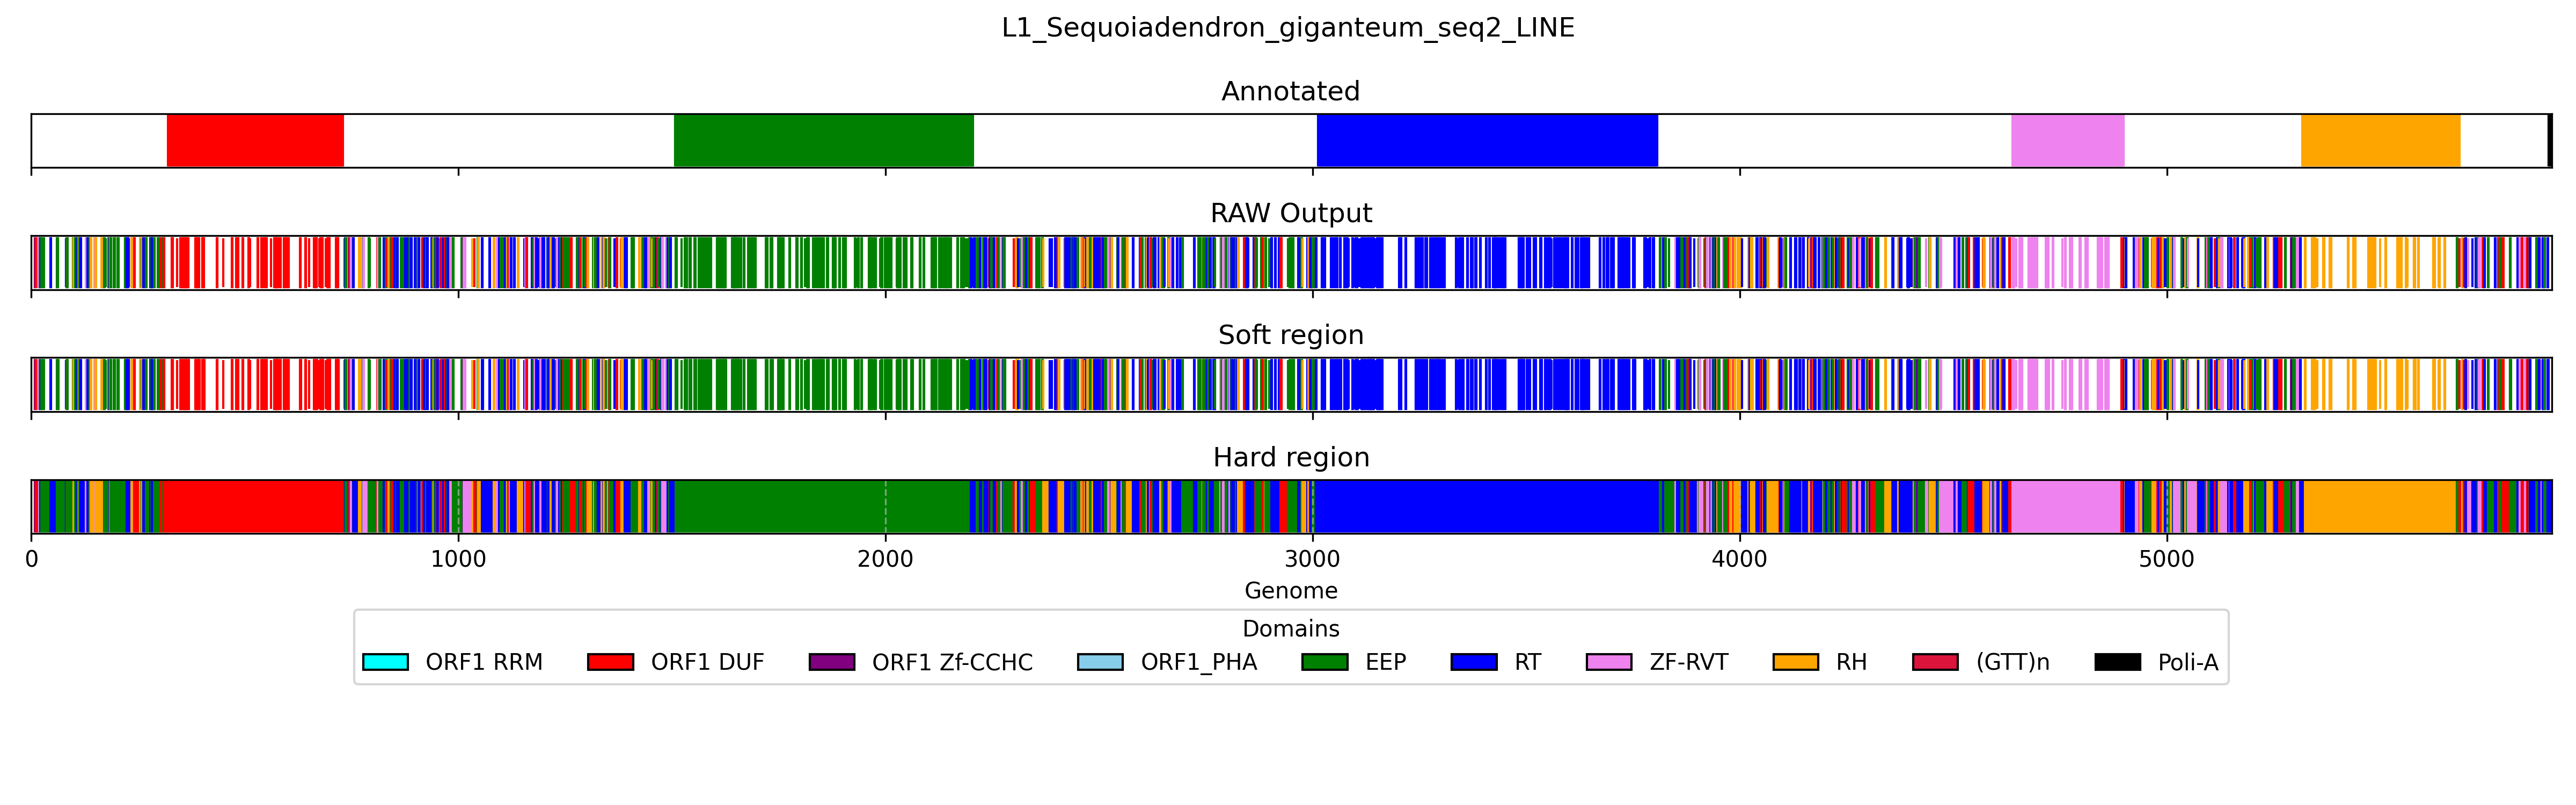 L1_Sequoiadendron_giganteum_seq2_LINE
Annotated
RAW Output
Soft region
Hard region
0 1000 2000 3000 4000 5000
Genome
Domains
ORF1 RRM ORF1 DUF ORF1 Zf-CCHC ORF1_PHA EEP RT ZF-RVT RH (GTT)n Poli-A